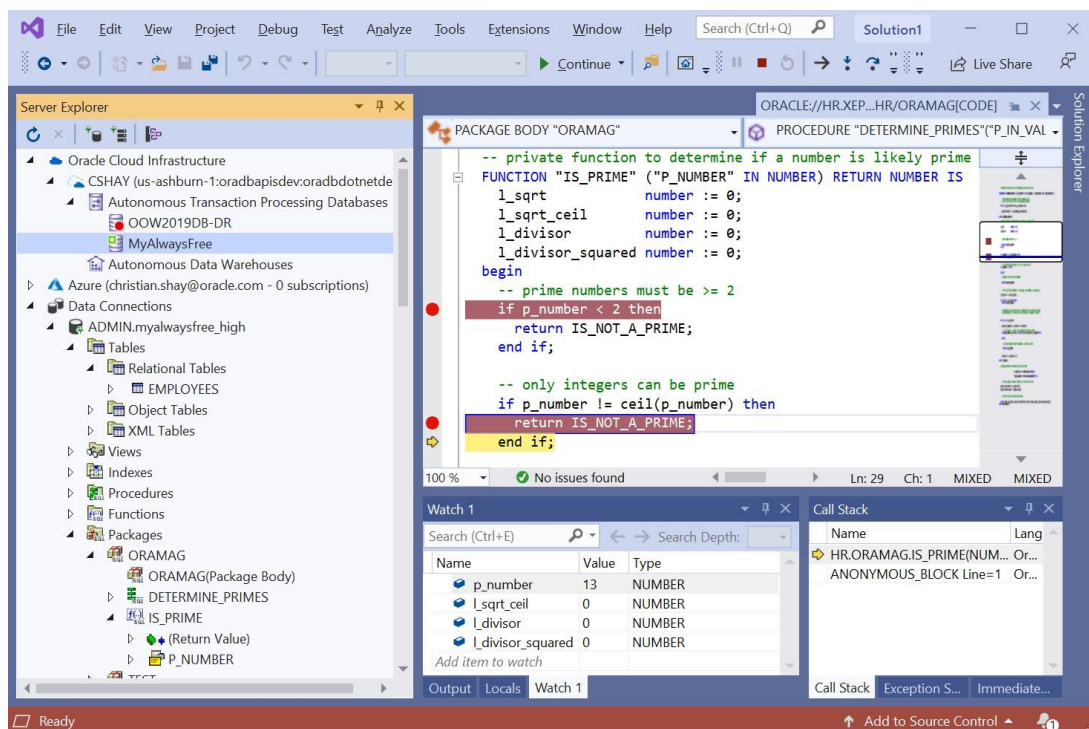 File Edit View Project Debug Test Analyze Tools Extensions Window Help Search (Ctrl+Q) Solution1
Continue Live Share
Server Explorer
Oracle Cloud Infrastructure
CSHAY (us-ashburn-1:oradbapisdev:oradbdotnetde
Autonomous Transaction Processing Databases
OOW2019DB-DR
MyAlwaysFree
Autonomous Data Warehouses
Azure (christian.shay@oracle.com - 0 subscriptions)
Data Connections
ADMIN.myalwaysfree_high
Tables
Relational Tables
EMPLOYEES
Object Tables
XML Tables
Views
Indexes
Procedures
Functions
Packages
ORAMAG
ORAMAG(Package Body)
DETERMINE_PRIMES
IS_PRIME
(Return Value)
P_NUMBER
ORACLE://HR.XEP...HR/ORAMAG[CODE]
PACKAGE BODY "ORAMAG" PROCEDURE "DETERMINE_PRIMES"("P_IN_VAL
-- private function to determine if a number is likely prime
FUNCTION "IS_PRIME" ("P_NUMBER" IN NUMBER) RETURN NUMBER IS
l_sqrt number := 0;
l_sqrt_ceil number := 0;
l_divisor number := 0;
l_divisor_squared number := 0;
begin
-- prime numbers must be >= 2
if p_number < 2 then
return IS_NOT_A_PRIME;
end if;
-- only integers can be prime
if p_number != ceil(p_number) then
return IS_NOT_A_PRIME;
end if;
100 % No issues found Ln: 29 Ch: 1 MIXED MIXED
Watch 1
Search (Ctrl+E) Search Depth:
Name Value Type
p_number 13 NUMBER
l_sqrt_ceil 0 NUMBER
l_divisor 0 NUMBER
l_divisor_squared 0 NUMBER
Add item to watch
Output Locals Watch 1
Call Stack
Name Lang
HR.ORAMAG.IS_PRIME(NUM... Or...
ANONYMOUS_BLOCK Line=1 Or...
Call Stack Exception S... Immediate...
Solution Explorer
Ready Add to Source Control 1